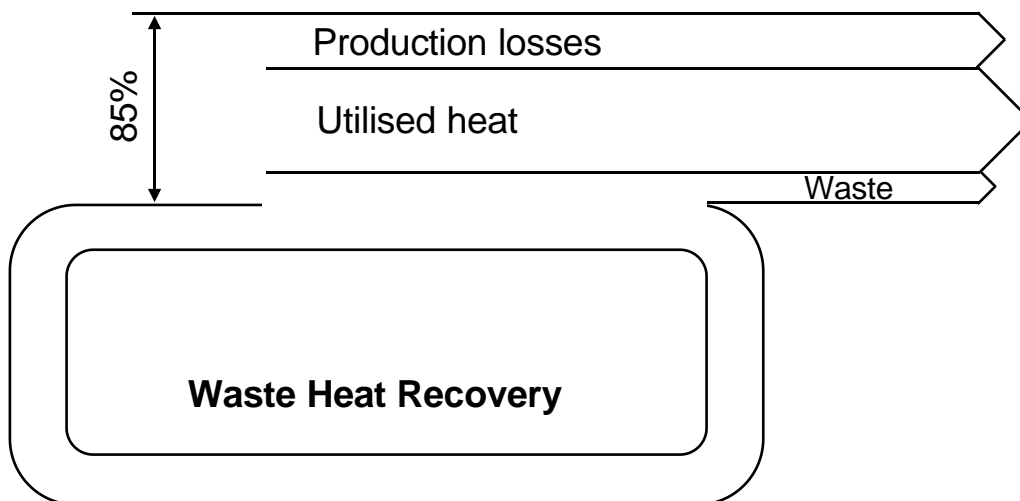 Production losses
85%
Utilised heat
Waste
Waste Heat Recovery